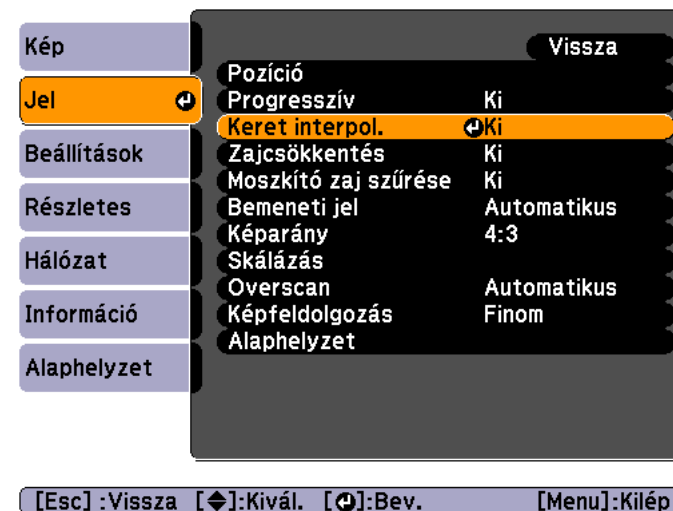 Kép
Jel
Beállítások
Részletes
Hálózat
Információ
Alaphelyzet
Vissza
Pozíció
Progresszív Ki
Keret interpol. Ki
Zajcsökkentés Ki
Moszkító zaj szűrése Ki
Bemeneti jel Automatikus
Képarány 4:3
Skálázás
Overscan Automatikus
Képfeldolgozás Finom
Alaphelyzet
[Esc] :Vissza [◆]:Kivál. [↵]:Bev. [Menu]:Kilép